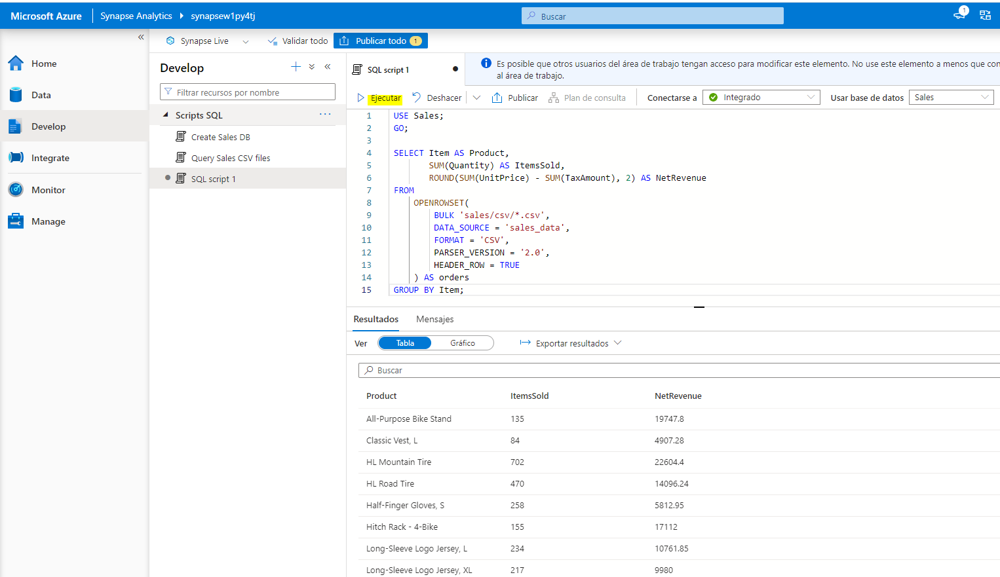 Microsoft Azure Synapse Analytics synapsew1py4tj Buscar 1
Synapse Live Validar todo Publicar todo 1
Home
Data
Develop
Integrate
Monitor
Manage
Develop
Filtrar recursos por nombre
Scripts SQL
Create Sales DB
Query Sales CSV files
SQL script 1
SQL script 1
Es posible que otros usuarios del área de trabajo tengan acceso para modificar este elemento. No use este elemento a menos que con
al área de trabajo.
Ejecutar Deshacer Publicar Plan de consulta Conectarse a Integrado Usar base de datos Sales
1 USE Sales;
2 GO;
3
4 SELECT Item AS Product,
5 SUM(Quantity) AS ItemsSold,
6 ROUND(SUM(UnitPrice) - SUM(TaxAmount), 2) AS NetRevenue
7 FROM
8 OPENROWSET(
9 BULK 'sales/csv/*.csv',
10 DATA_SOURCE = 'sales_data',
11 FORMAT = 'CSV',
12 PARSER_VERSION = '2.0',
13 HEADER_ROW = TRUE
14 ) AS orders
15 GROUP BY Item;
Resultados Mensajes
Ver Tabla Gráfico Exportar resultados
Buscar
Product ItemsSold NetRevenue
All-Purpose Bike Stand 135 19747.8
Classic Vest, L 84 4907.28
HL Mountain Tire 702 22604.4
HL Road Tire 470 14096.24
Half-Finger Gloves, S 258 5812.95
Hitch Rack - 4-Bike 155 17112
Long-Sleeve Logo Jersey, L 234 10761.85
Long-Sleeve Logo Jersey, XL 217 9980